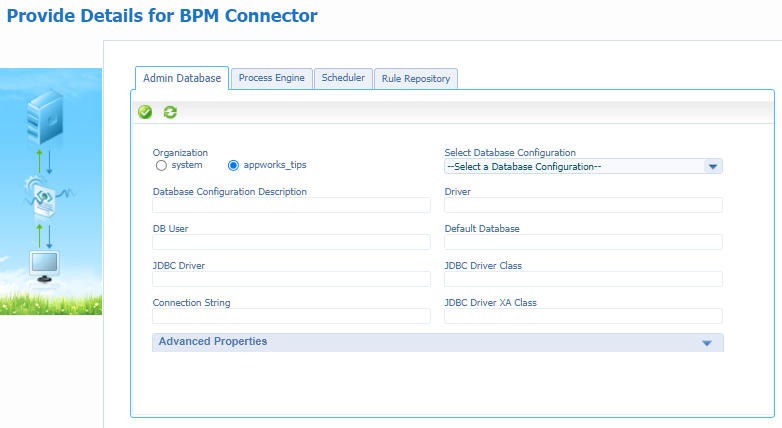 Provide Details for BPM Connector
Admin Database
Process Engine
Scheduler
Rule Repository
Organization
system
appworks_tips
Select Database Configuration
--Select a Database Configuration--
Database Configuration Description
Driver
DB User
Default Database
JDBC Driver
JDBC Driver Class
Connection String
JDBC Driver XA Class
Advanced Properties